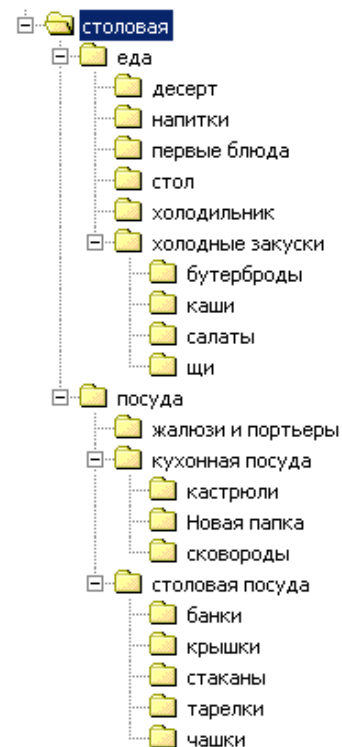 столовая
еда
десерт
напитки
первые блюда
стол
холодильник
холодные закуски
бутерброды
каши
салаты
щи
посуда
жалюзи и портьеры
кухонная посуда
кастрюли
Новая папка
сковороды
столовая посуда
банки
крышки
стаканы
тарелки
чашки